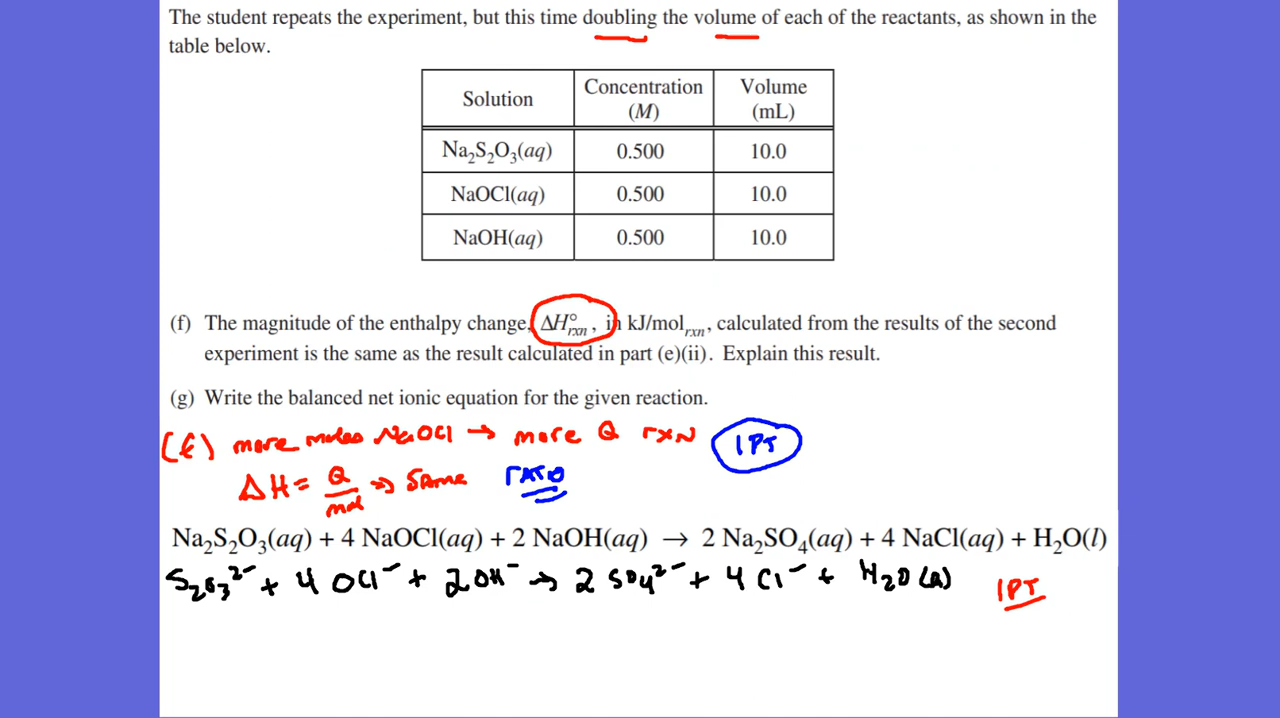 The student repeats the experiment, but this time doubling the volume of each of the reactants, as shown in the
table below.
Solution Concentration (M) Volume (mL)
Na₂S₂O₃(aq) 0.500 10.0
NaOCl(aq) 0.500 10.0
NaOH(aq) 0.500 10.0
(f) The magnitude of the enthalpy change, ΔH°rxn, in kJ/molrxn, calculated from the results of the second
experiment is the same as the result calculated in part (e)(ii). Explain this result.
(g) Write the balanced net ionic equation for the given reaction.
(f) more moles NaOCl → more Q rxn 1PT
ΔH = Q/mol → same ratio
Na₂S₂O₃(aq) + 4 NaOCl(aq) + 2 NaOH(aq) → 2 Na₂SO₄(aq) + 4 NaCl(aq) + H₂O(l)
S₂O₃²⁻ + 4 OCl⁻ + 2 OH⁻ → 2 SO₄²⁻ + 4 Cl⁻ + H₂O (l) 1PT